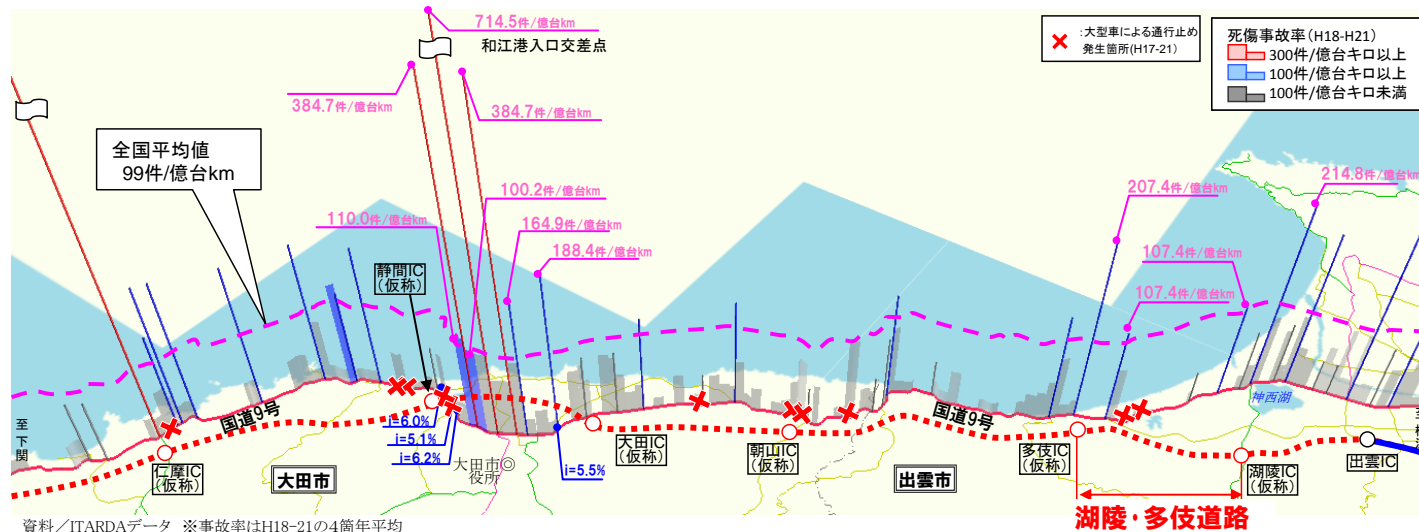 714.5件/億台km
和江港入口交差点
384.7件/億台km
384.7件/億台km
:大型車による通行止め
発生箇所(H17-21)
死傷事故率(H18-H21)
300件/億台キロ以上
100件/億台キロ以上
100件/億台キロ未満
全国平均値
99件/億台km
100.2件/億台km
110.0件/億台km
164.9件/億台km
188.4件/億台km
207.4件/億台km
214.8件/億台km
107.4件/億台km
107.4件/億台km
静間IC
(仮称)
至下関
国道9号
国道9号
神西湖
i=6.0%
i=5.1%
i=6.2%
i=5.5%
仁摩IC
(仮称)
大田市
大田市◎
役所
大田IC
(仮称)
朝山IC
(仮称)
出雲市
多伎IC
(仮称)
湖陵IC
(仮称)
出雲IC
湖陵・多伎道路
資料/ITARDAデータ ※事故率はH18-21の4箇年平均